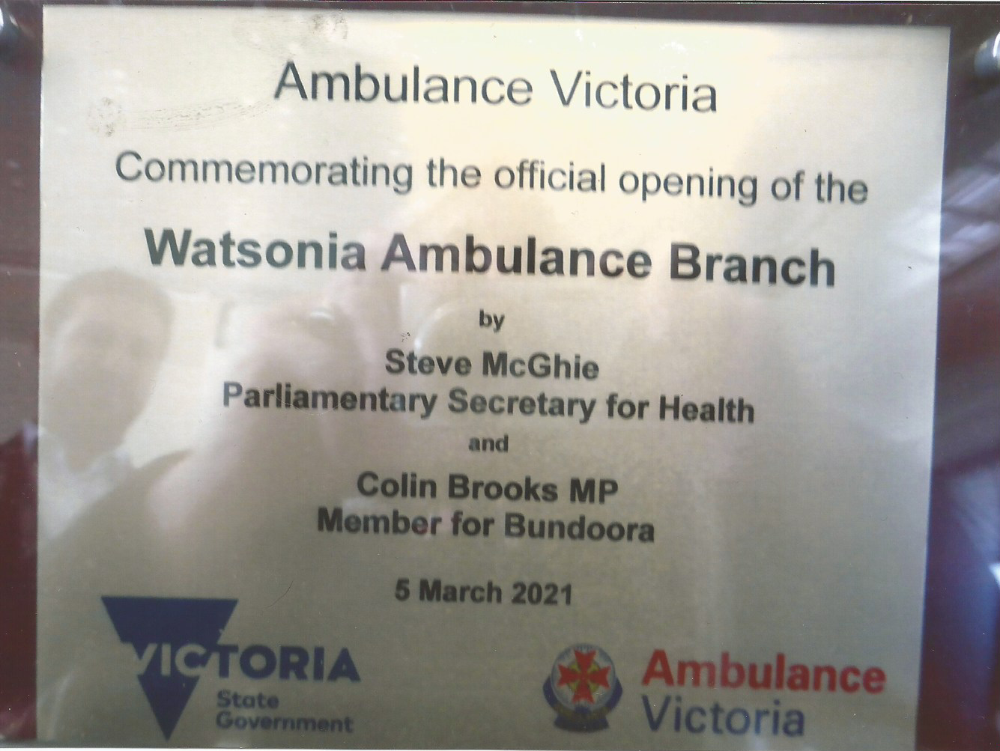 Ambulance Victoria
Commemorating the official opening of the
Watsonia Ambulance Branch
by
Steve McGhie
Parliamentary Secretary for Health
and
Colin Brooks MP
Member for Bundoora
5 March 2021
VICTORIA
State
Government
Ambulance
Victoria